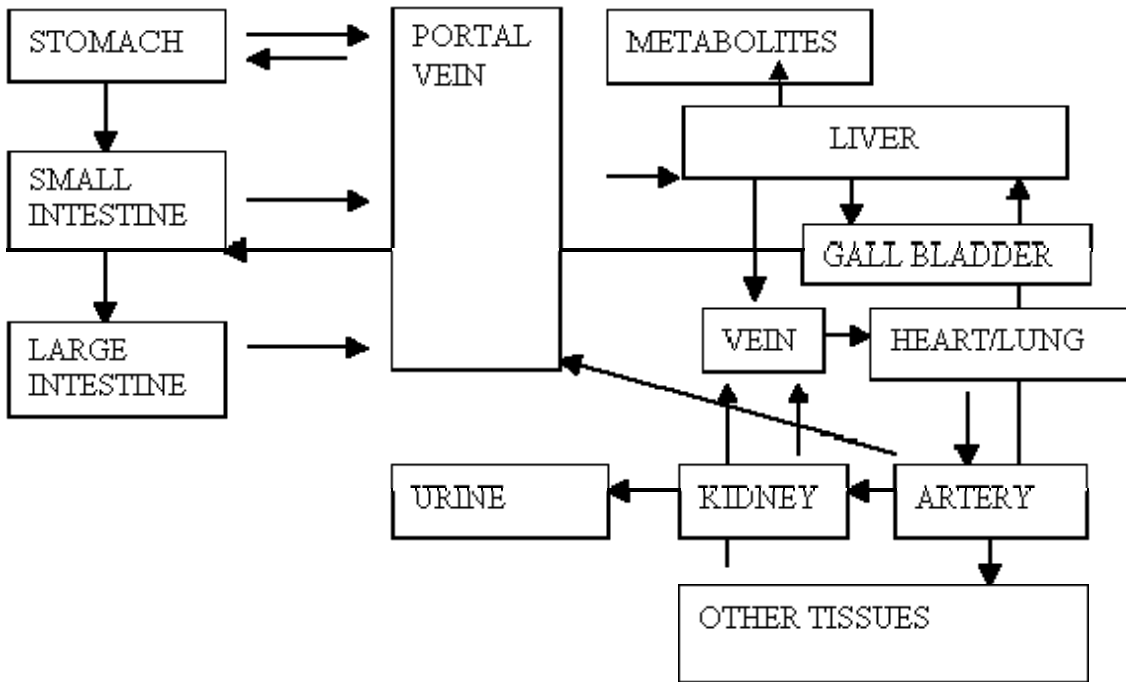 STOMACH
PORTAL
VEIN
METABOLITES
LIVER
SMALL
INTESTINE
GALL BLADDER
LARGE
INTESTINE
VEIN
HEART/LUNG
URINE
KIDNEY
ARTERY
OTHER TISSUES